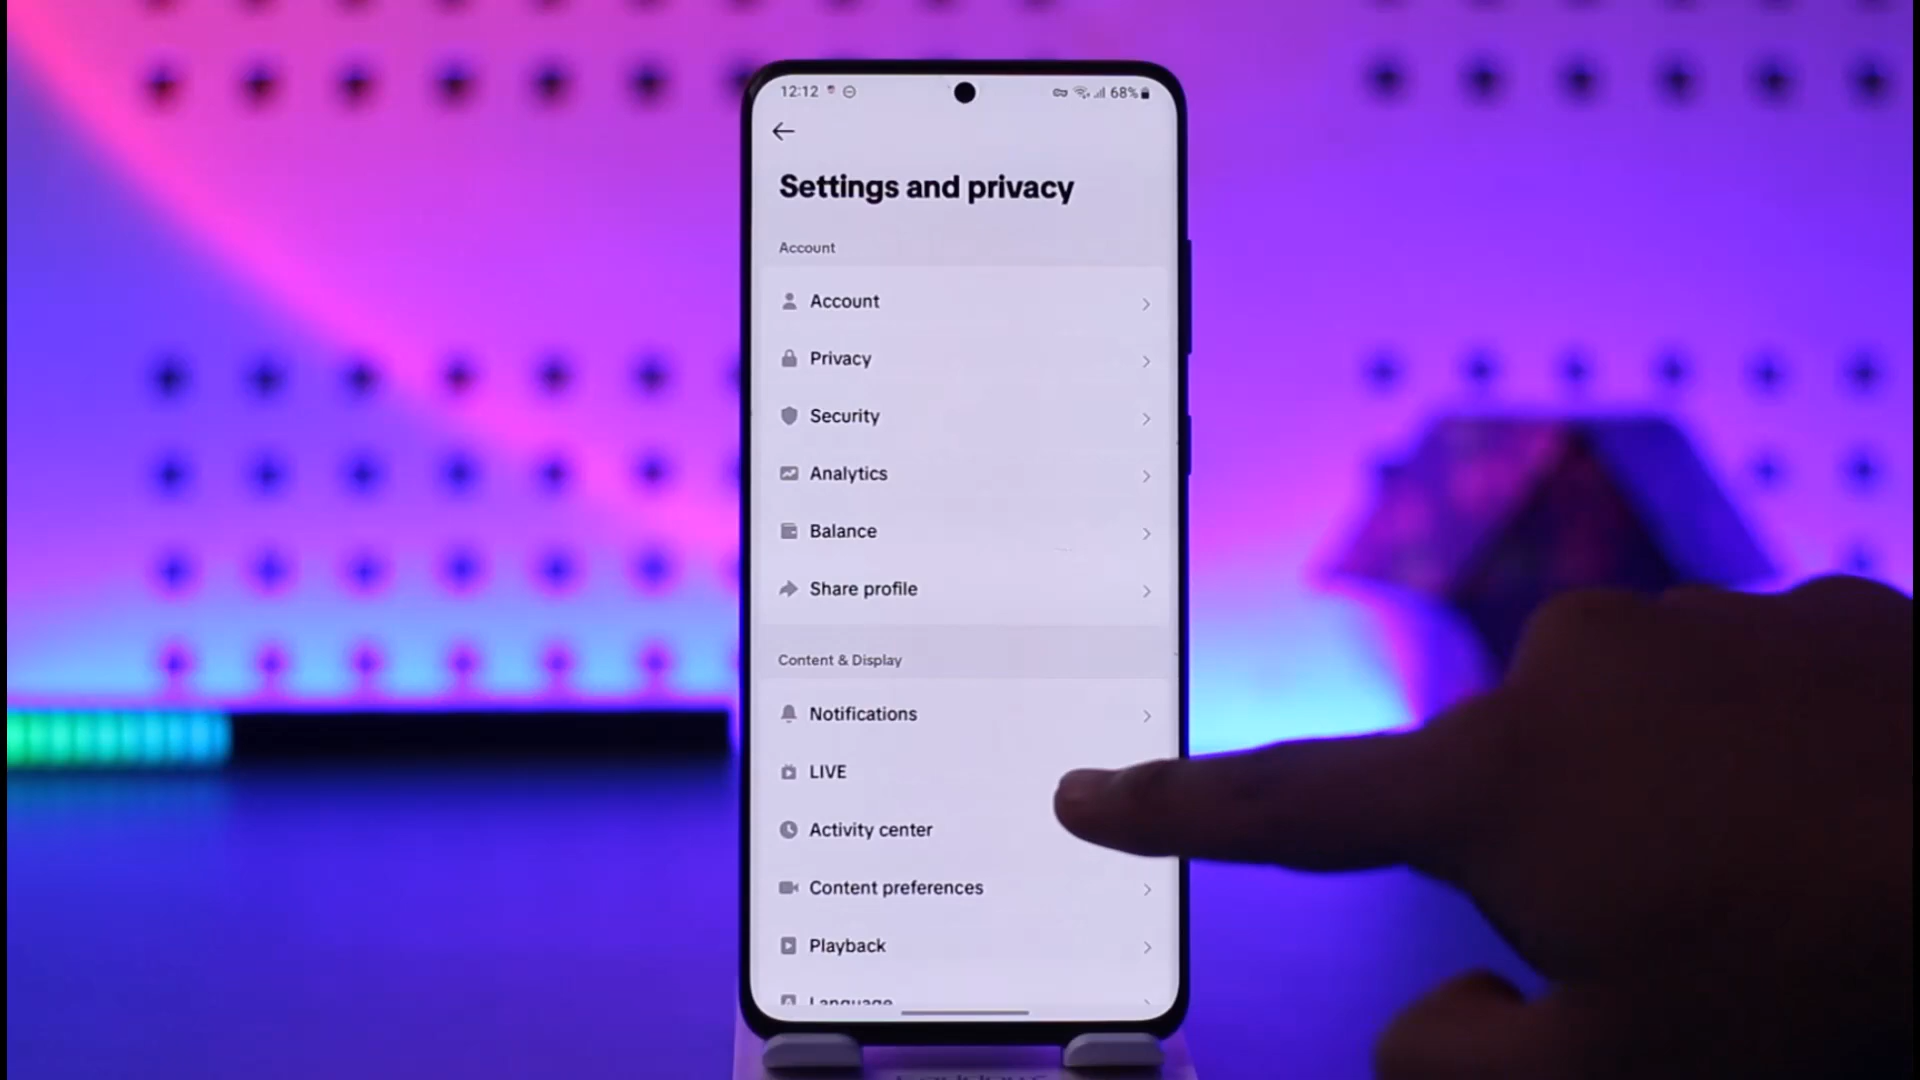 12:12 68%
Settings and privacy
Account
Account
Privacy
Security
Analytics
Balance
Share profile
Content & Display
Notifications
LIVE
Activity center
Content preferences
Playback
Language